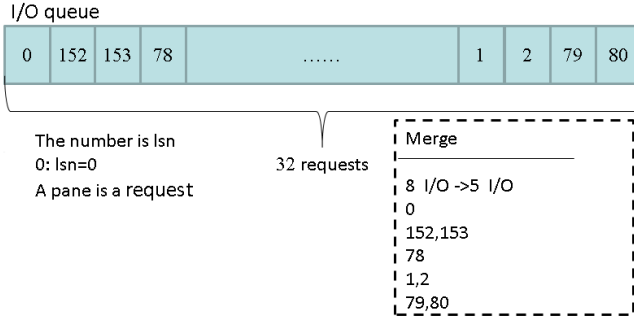 I/O queue
0 152 153 78 ...... 1 2 79 80
The number is lsn
0: lsn=0
A pane is a request
32 requests
Merge
8 I/O ->5 I/O
0
152,153
78
1,2
79,80